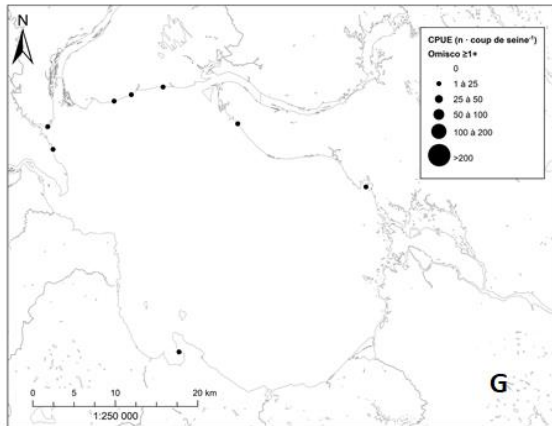 N
CPUE (n · coup de seine⁻¹)
Omisco ≥1+
0
1 à 25
25 à 50
50 à 100
100 à 200
>200
0 5 10 20 km
1:250 000
G